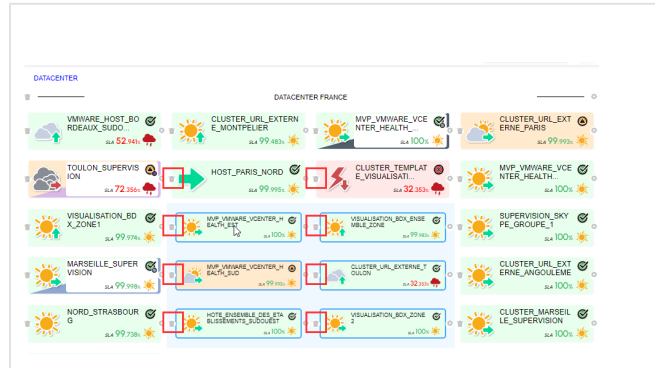 DATACENTER
DATACENTER FRANCE
VMWARE_HOST_BO
RDEAUX_SUDO...
SLA 52.943%
CLUSTER_URL_EXTERN
E_MONTPELIER
SLA 99.483%
MVP_VMWARE_VCE
NTER_HEALTH_...
SLA 100%
CLUSTER_URL_EXT
ERNE_PARIS
SLA 99.993%
TOULON_SUPERVIS
ION
SLA 72.356%
HOST_PARIS_NORD
SLA 99.995%
CLUSTER_TEMPLAT
E_VISUALISATI...
SLA 32.353%
MVP_VMWARE_VCE
NTER_HEALTH...
SLA 100%
VISUALISATION_BD
X_ZONE1
SLA 99.974%
MVP_VMWARE_VCENTER_H
EALTH_EST
SLA 100%
VISUALISATION_BDX_ENSE
MBLE_ZONE
SLA 99.983%
SUPERVISION_SKY
PE_GROUPE_1
SLA 100%
MARSEILLE_SUPER
VISION
SLA 99.998%
MVP_VMWARE_VCENTER_H
EALTH_SUD
SLA
CLUSTER_URL_EXTERNE_T
OULON
SLA 32.353%
CLUSTER_URL_EXT
ERNE_ANGOULEME
SLA 100%
NORD_STRASBOUR
G
SLA 99.738%
HOTE_ENSEMBLE_DES_ETA
BLISSEMENTS_SUDOUEST
SLA 100%
VISUALISATION_BDX_ZONE
2
SLA 100%
CLUSTER_MARSEIL
LE_SUPERVISION
SLA 100%